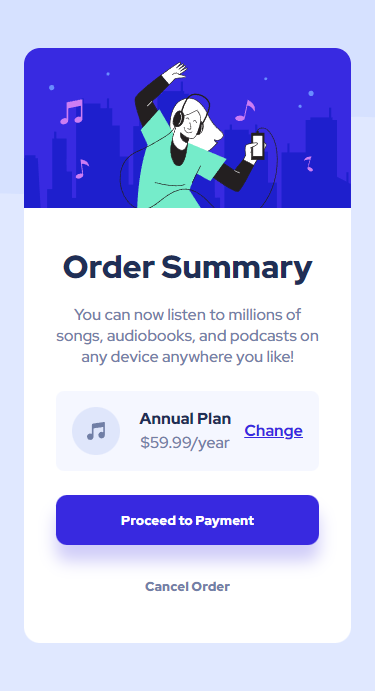 Order Summary
You can now listen to millions of
songs, audiobooks, and podcasts on
any device anywhere you like!
Annual Plan
$59.99/year
Change
Proceed to Payment
Cancel Order